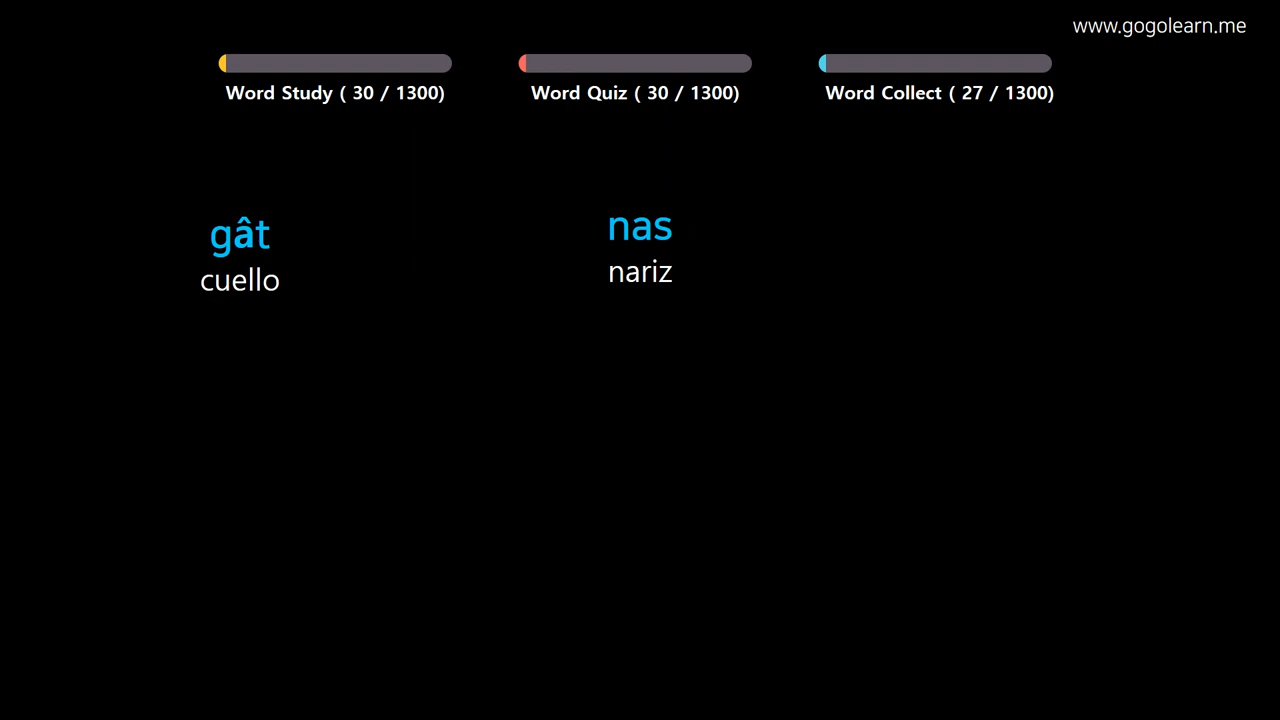 www.gogolearn.me
Word Study ( 30 / 1300)
Word Quiz ( 30 / 1300)
Word Collect ( 27 / 1300)
gât
cuello
nas
nariz